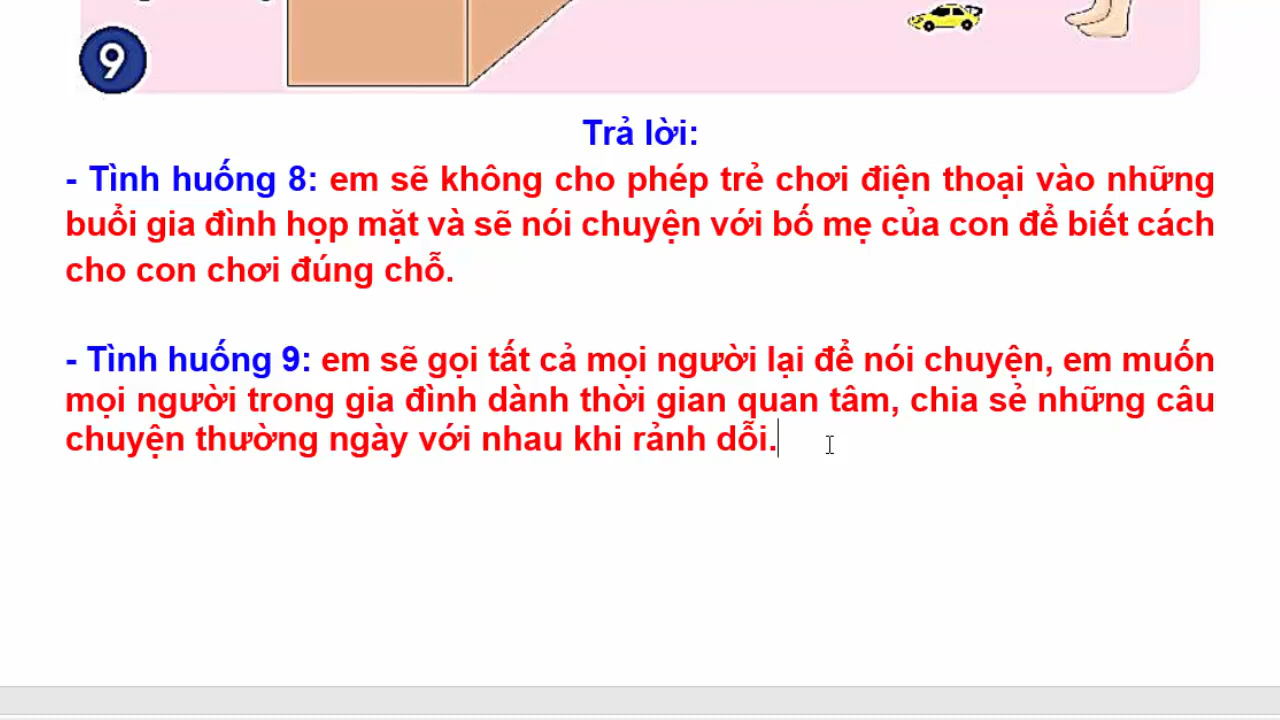 9
Trả lời:
- Tình huống 8: em sẽ không cho phép trẻ chơi điện thoại vào những
buổi gia đình họp mặt và sẽ nói chuyện với bố mẹ của con để biết cách
cho con chơi đúng chỗ.
- Tình huống 9: em sẽ gọi tất cả mọi người lại để nói chuyện, em muốn
mọi người trong gia đình dành thời gian quan tâm, chia sẻ những câu
chuyện thường ngày với nhau khi rảnh dỗi.